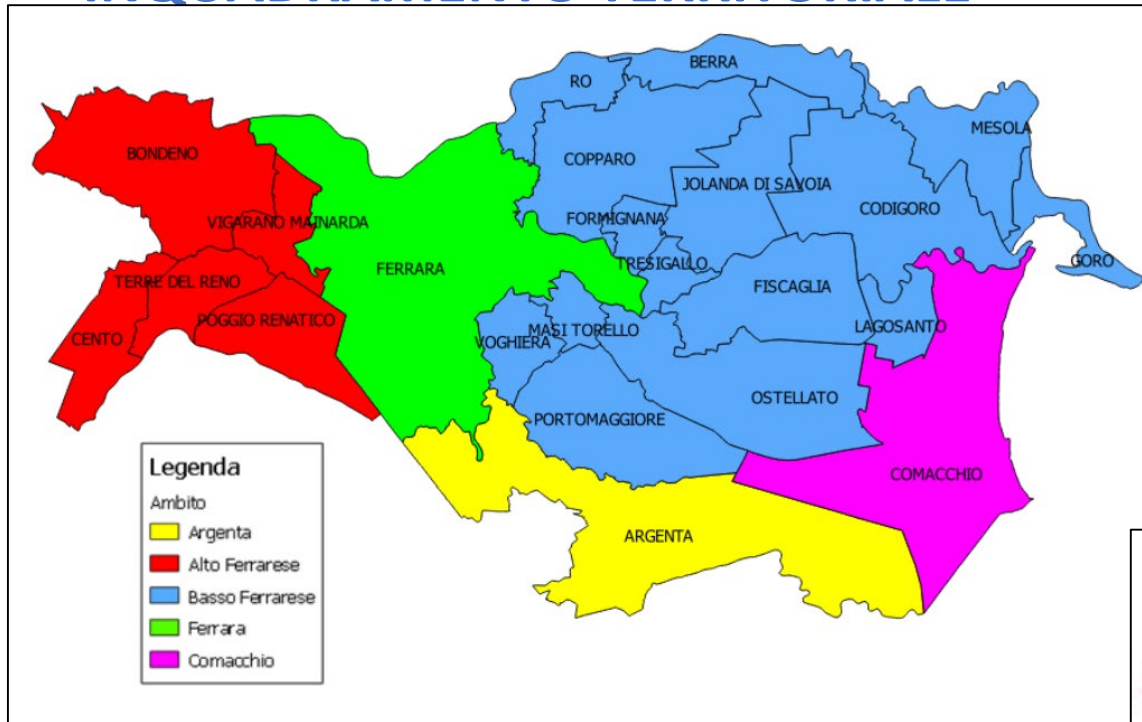 INQUADRAMENTO TERRITORIALE
BERRA
RO
MESOLA
BONDENO
COPPARO
JOLANDA DI SAVOIA
CODIGORO
VIGARANO MAINARDA
FORMIGNANA
GORO
FERRARA
TRESIGALLO
TERRE DEL RENO
FISCAGLIA
POGGIO RENATICO
LAGOSANTO
MASI TORELLO
CENTO
VOGHIERA
OSTELLATO
PORTOMAGGIORE
COMACCHIO
ARGENTA
Legenda
Ambito
Argenta
Alto Ferrarese
Basso Ferrarese
Ferrara
Comacchio